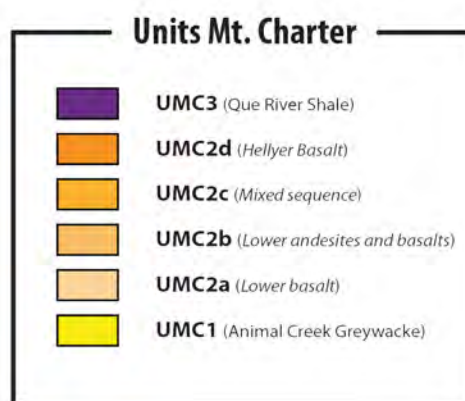 Units Mt. Charter
UMC3 (Que River Shale)
UMC2d (Hellyer Basalt)
UMC2c (Mixed sequence)
UMC2b (Lower andesites and basalts)
UMC2a (Lower basalt)
UMC1 (Animal Creek Greywacke)